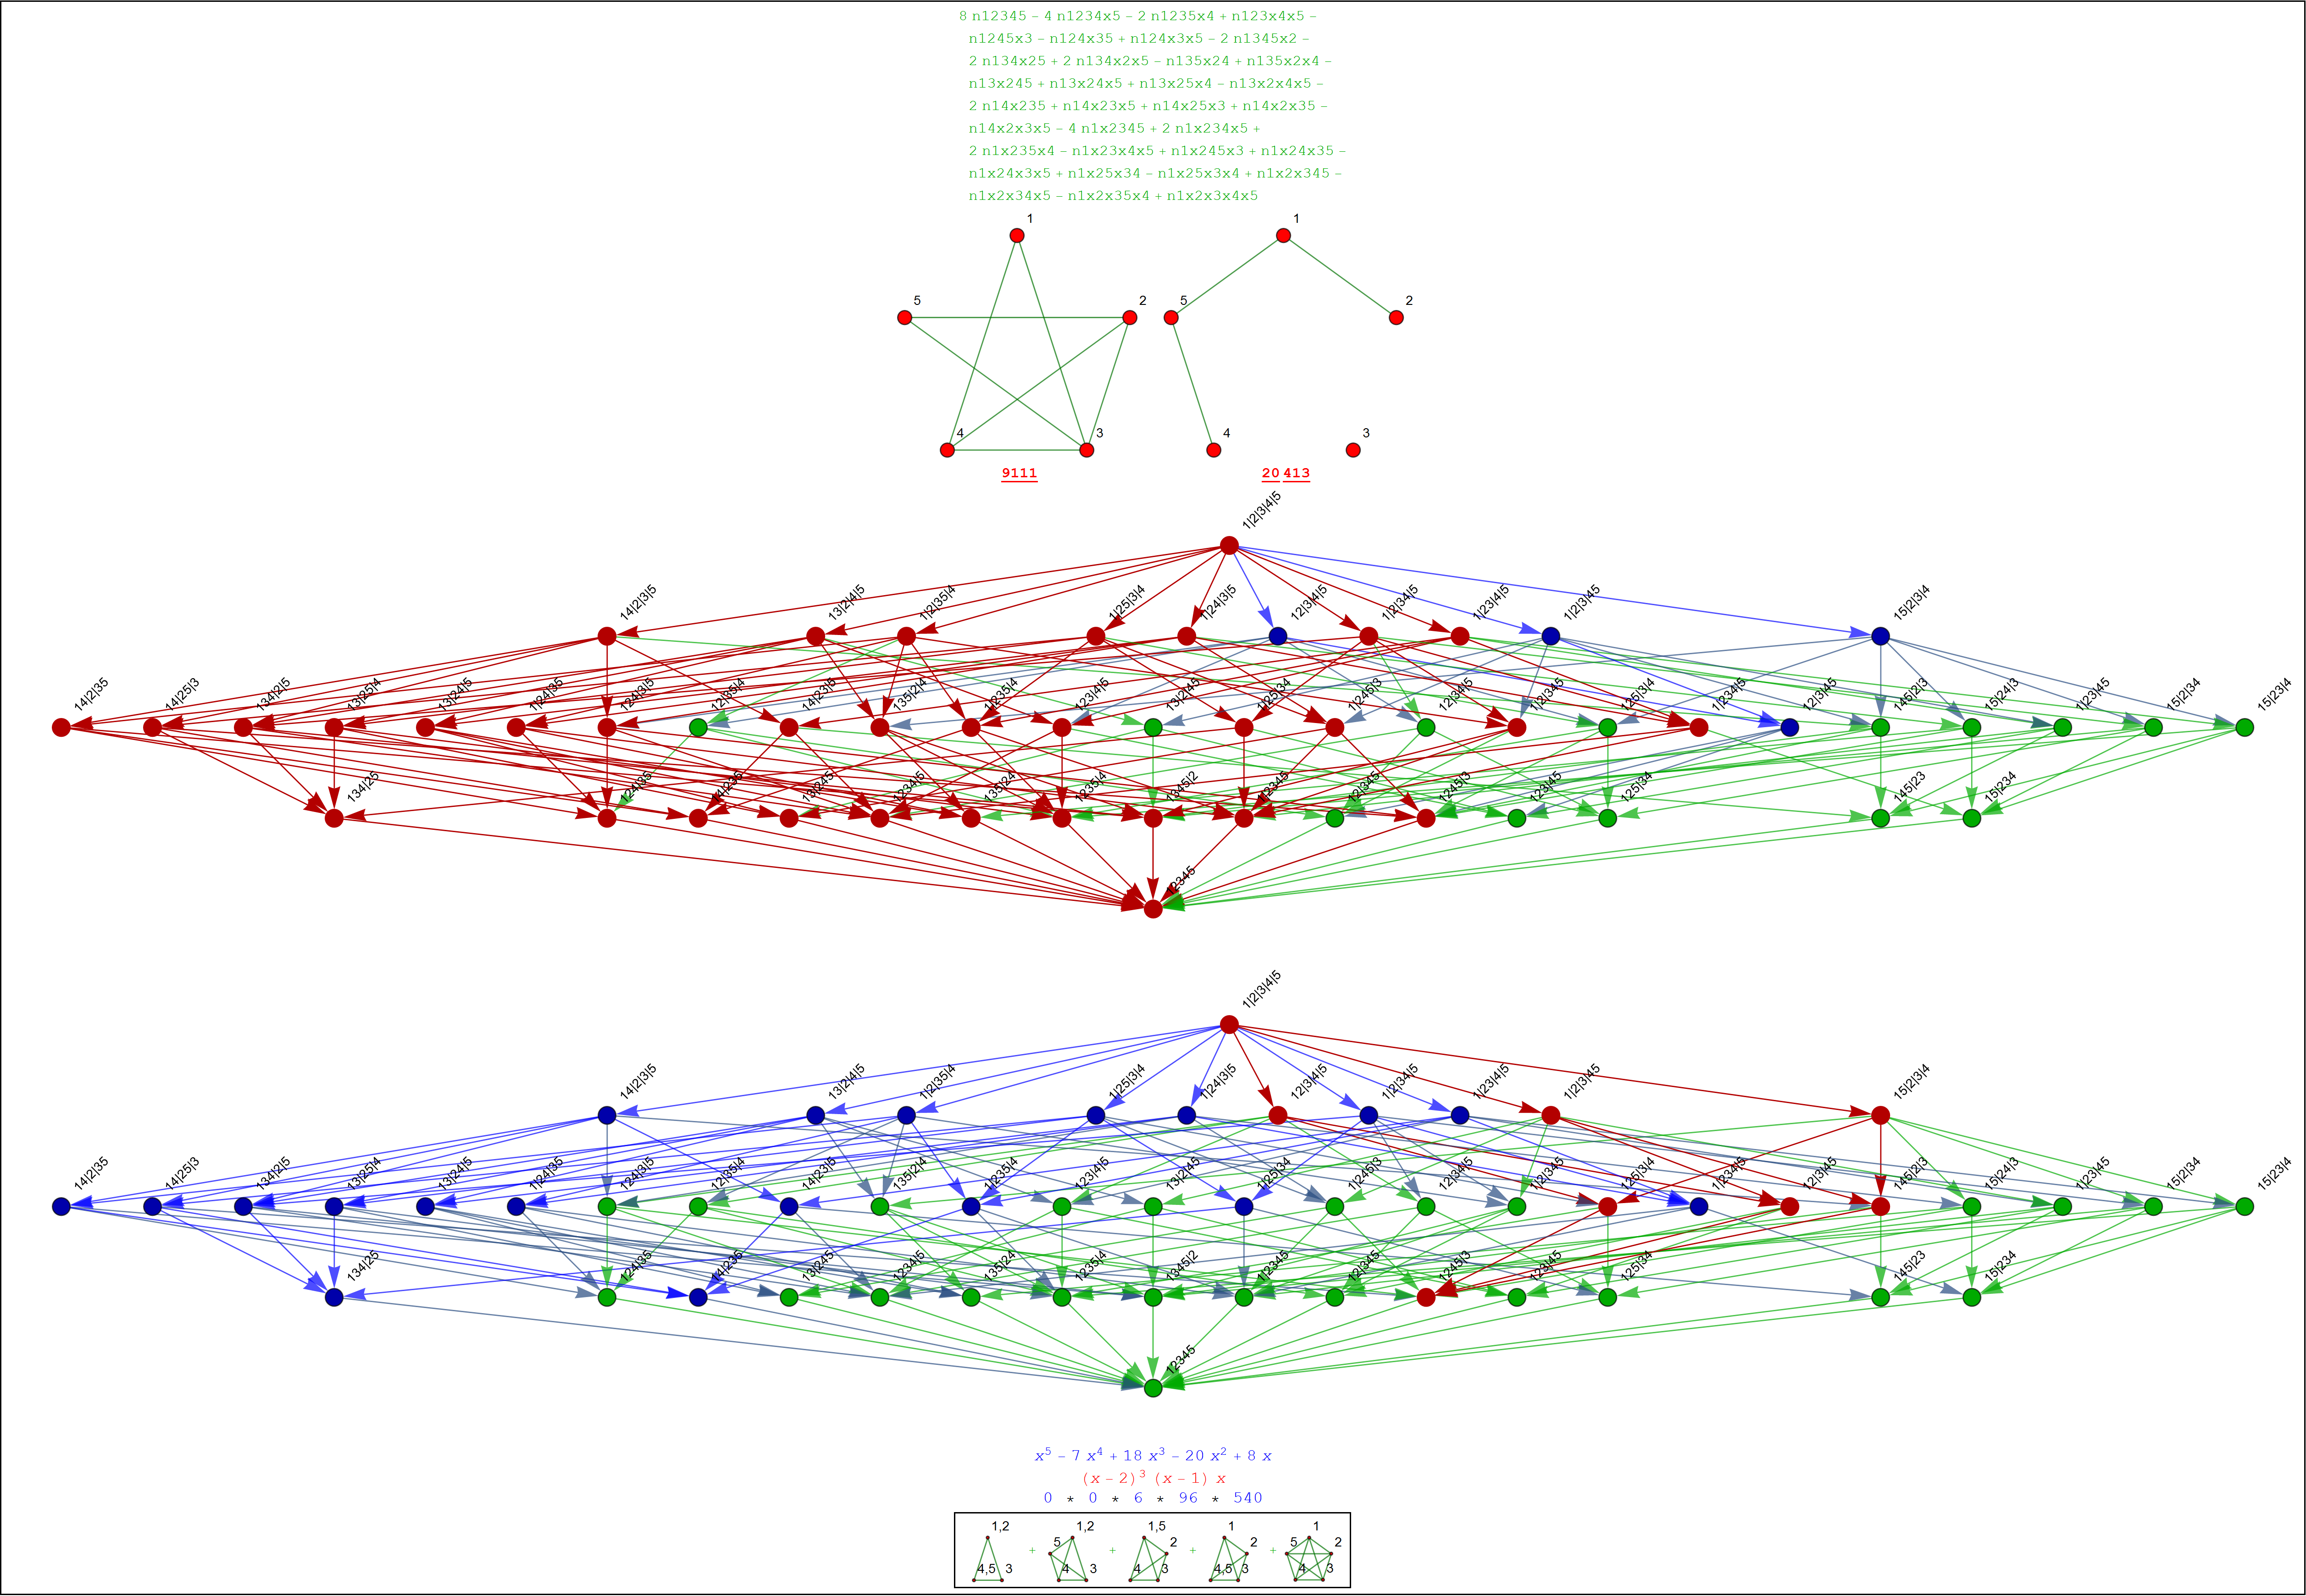 8 n12345 – 4 n1234x5 – 2 n1235x4 + n123x4x5 –
n1245x3 – n124x35 + n124x3x5 – 2 n1345x2 –
2 n134x25 + 2 n134x2x5 – n135x24 + n135x2x4 –
n13x245 + n13x24x5 + n13x25x4 – n13x2x4x5 –
2 n14x235 + n14x23x5 + n14x25x3 + n14x2x35 –
n14x2x3x5 – 4 n1x2345 + 2 n1x234x5 +
2 n1x235x4 – n1x23x4x5 + n1x245x3 + n1x24x35 –
n1x24x3x5 + n1x25x34 – n1x25x3x4 + n1x2x345 –
n1x2x34x5 – n1x2x35x4 + n1x2x3x4x5
1 1
5 2 5 2
4 3 4 3
9111 20 413
1|2|3|4|5
14|2|3|5 13|2|4|5 1|2|35|4 1|25|3|4 1|24|3|5 12|3|4|5 1|2|34|5 1|23|4|5 1|2|3|45 15|2|3|4
14|2|35 14|25|3 134|2|5 13|25|4 13|24|5 1|24|35 124|3|5 12|35|4 14|23|5 135|2|4 1|235|4 123|4|5 13|2|45 1|25|34 1|245|3 12|34|5 1|2|345 125|3|4 1|234|5 12|3|45 145|2|3 15|24|3 1|23|45 15|2|34 15|23|4
134|25 124|35 14|235 13|245 1234|5 135|24 1235|4 1345|2 1|2345 12|345 1245|3 123|45 125|34 145|23 15|234
12345
1|2|3|4|5
14|2|3|5 13|2|4|5 1|2|35|4 1|25|3|4 1|24|3|5 12|3|4|5 1|2|34|5 1|23|4|5 1|2|3|45 15|2|3|4
14|2|35 14|25|3 134|2|5 13|25|4 13|24|5 1|24|35 124|3|5 12|35|4 14|23|5 135|2|4 1|235|4 123|4|5 13|2|45 1|25|34 1|245|3 12|34|5 1|2|345 125|3|4 1|234|5 12|3|45 145|2|3 15|24|3 1|23|45 15|2|34 15|23|4
134|25 124|35 14|235 13|245 1234|5 135|24 1235|4 1345|2 1|2345 12|345 1245|3 123|45 125|34 145|23 15|234
12345
x⁵ – 7 x⁴ + 18 x³ – 20 x² + 8 x
(x – 2)³ (x – 1) x
0 * 0 * 6 * 96 * 540
1,2 1,2 1,5 1 1
+ 5 + 2 + 2 + 5 2
4,5 3 4 3 4 3 4,5 3 4 3